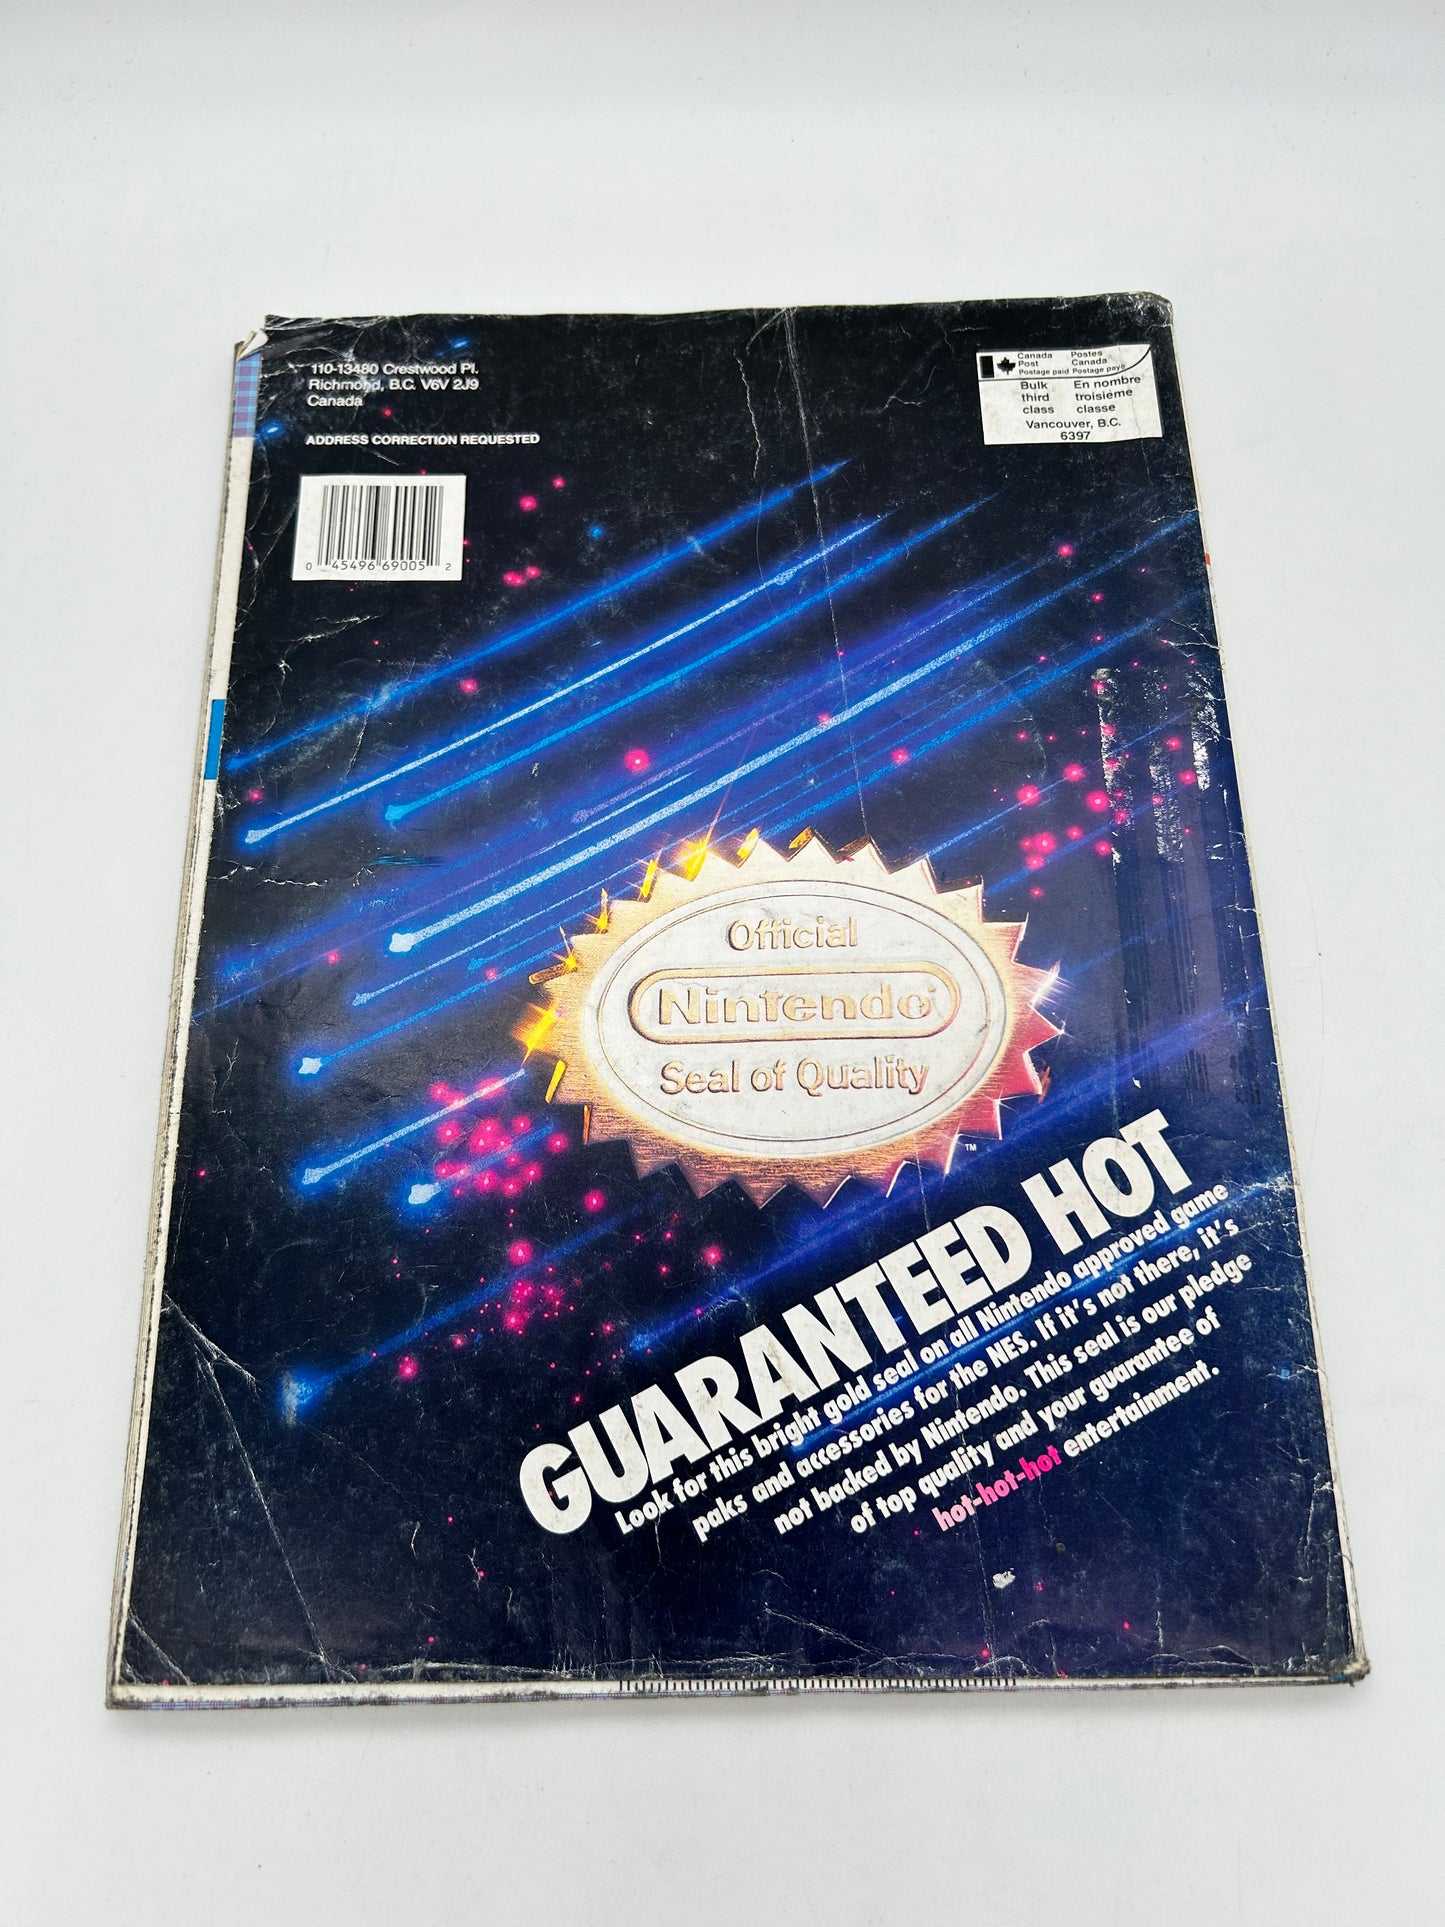 110-13480 Crestwood Pl.
Richmond, B.C. V6V 2J9
Canada
ADDRESS CORRECTION REQUESTED
0 45496 69005 2
Canada Postes
Post Canada
Postage paid Postage payé
Bulk En nombre
third troisième
class classe
Vancouver, B.C.
6397
Official
Nintendo
Seal of Quality
TM
GUARANTEED HOT
Look for this bright gold seal on all Nintendo approved game
paks and accessories for the NES. If it's not there, it's
not backed by Nintendo. This seal is our pledge
of top quality and your guarantee of
hot-hot-hot entertainment.